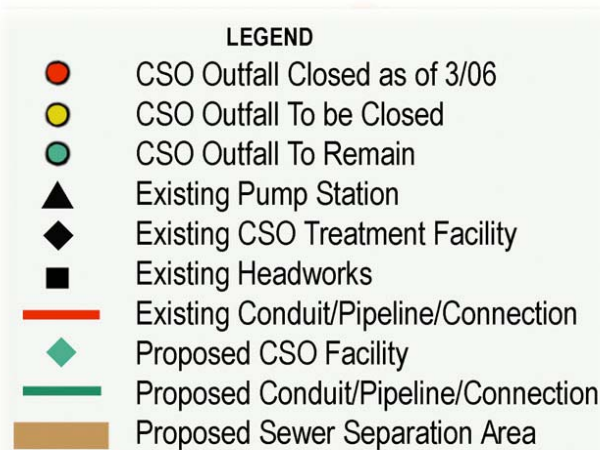 LEGEND
CSO Outfall Closed as of 3/06
CSO Outfall To be Closed
CSO Outfall To Remain
Existing Pump Station
Existing CSO Treatment Facility
Existing Headworks
Existing Conduit/Pipeline/Connection
Proposed CSO Facility
Proposed Conduit/Pipeline/Connection
Proposed Sewer Separation Area